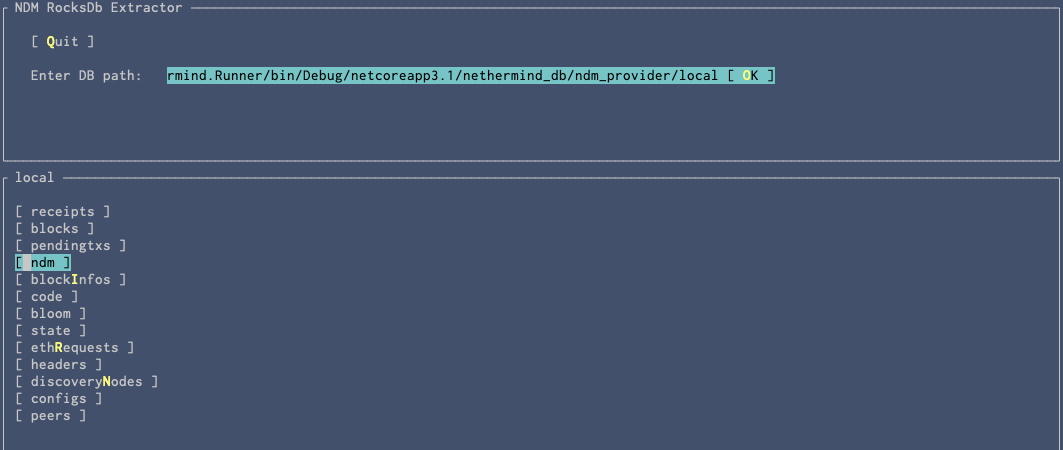 NDM RocksDb Extractor
[ Quit ]
Enter DB path: rmind.Runner/bin/Debug/netcoreapp3.1/nethermind_db/ndm_provider/local [ OK ]
local
[ receipts ]
[ blocks ]
[ pendingtxs ]
[ ndm ]
[ blockInfos ]
[ code ]
[ bloom ]
[ state ]
[ ethRequests ]
[ headers ]
[ discoveryNodes ]
[ configs ]
[ peers ]